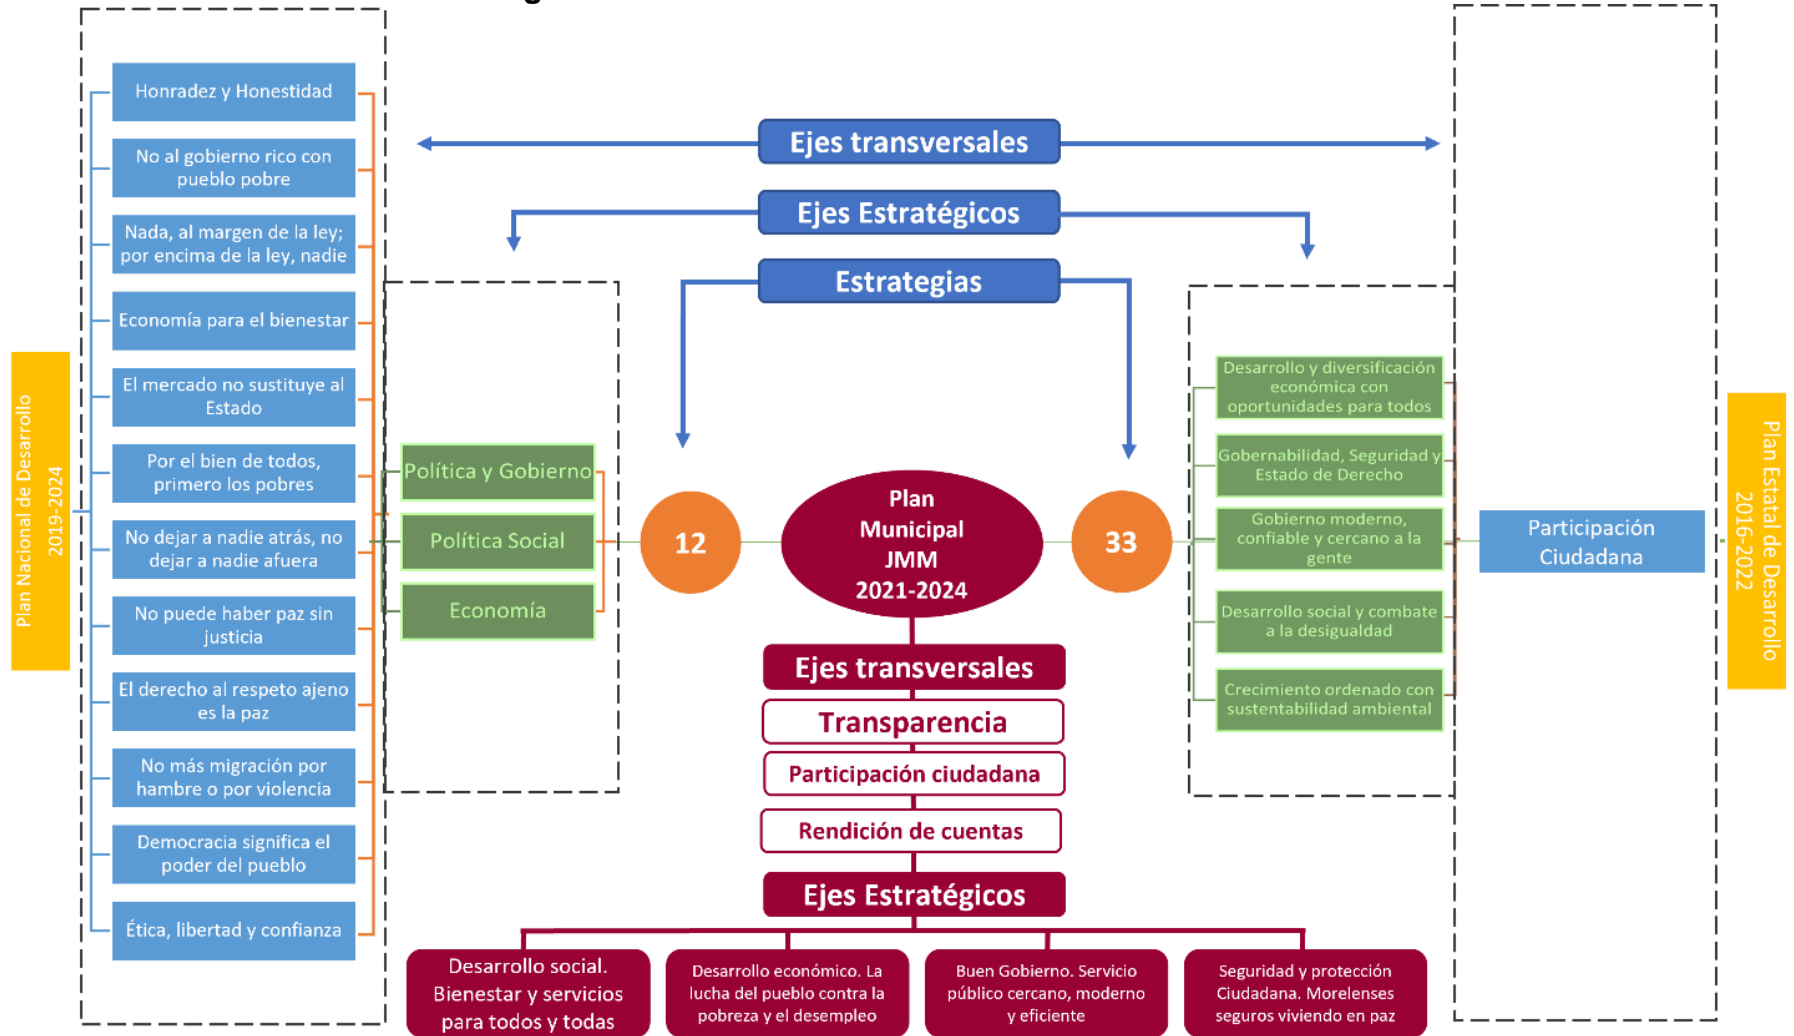 Plan Nacional de Desarrollo
2019-2024
Honradez y Honestidad
No al gobierno rico con
pueblo pobre
Nada, al margen de la ley;
por encima de la ley, nadie
Economía para el bienestar
El mercado no sustituye al
Estado
Por el bien de todos,
primero los pobres
No dejar a nadie atrás, no
dejar a nadie afuera
No puede haber paz sin
justicia
El derecho al respeto ajeno
es la paz
No más migración por
hambre o por violencia
Democracia significa el
poder del pueblo
Ética, libertad y confianza
Política y Gobierno
Política Social
Economía
Ejes transversales
Ejes Estratégicos
Estrategias
12
Plan
Municipal
JMM
2021-2024
33
Ejes transversales
Transparencia
Participación ciudadana
Rendición de cuentas
Ejes Estratégicos
Desarrollo social.
Bienestar y servicios
para todos y todas
Desarrollo económico. La
lucha del pueblo contra la
pobreza y el desempleo
Buen Gobierno. Servicio
público cercano, moderno
y eficiente
Seguridad y protección
Ciudadana. Morelenses
seguros viviendo en paz
Desarrollo y diversificación
económica con
oportunidades para todos
Gobernabilidad, Seguridad y
Estado de Derecho
Gobierno moderno,
confiable y cercano a la
gente
Desarrollo social y combate
a la desigualdad
Crecimiento ordenado con
sustentabilidad ambiental
Participación
Ciudadana
Plan Estatal de Desarrollo
2016-2022